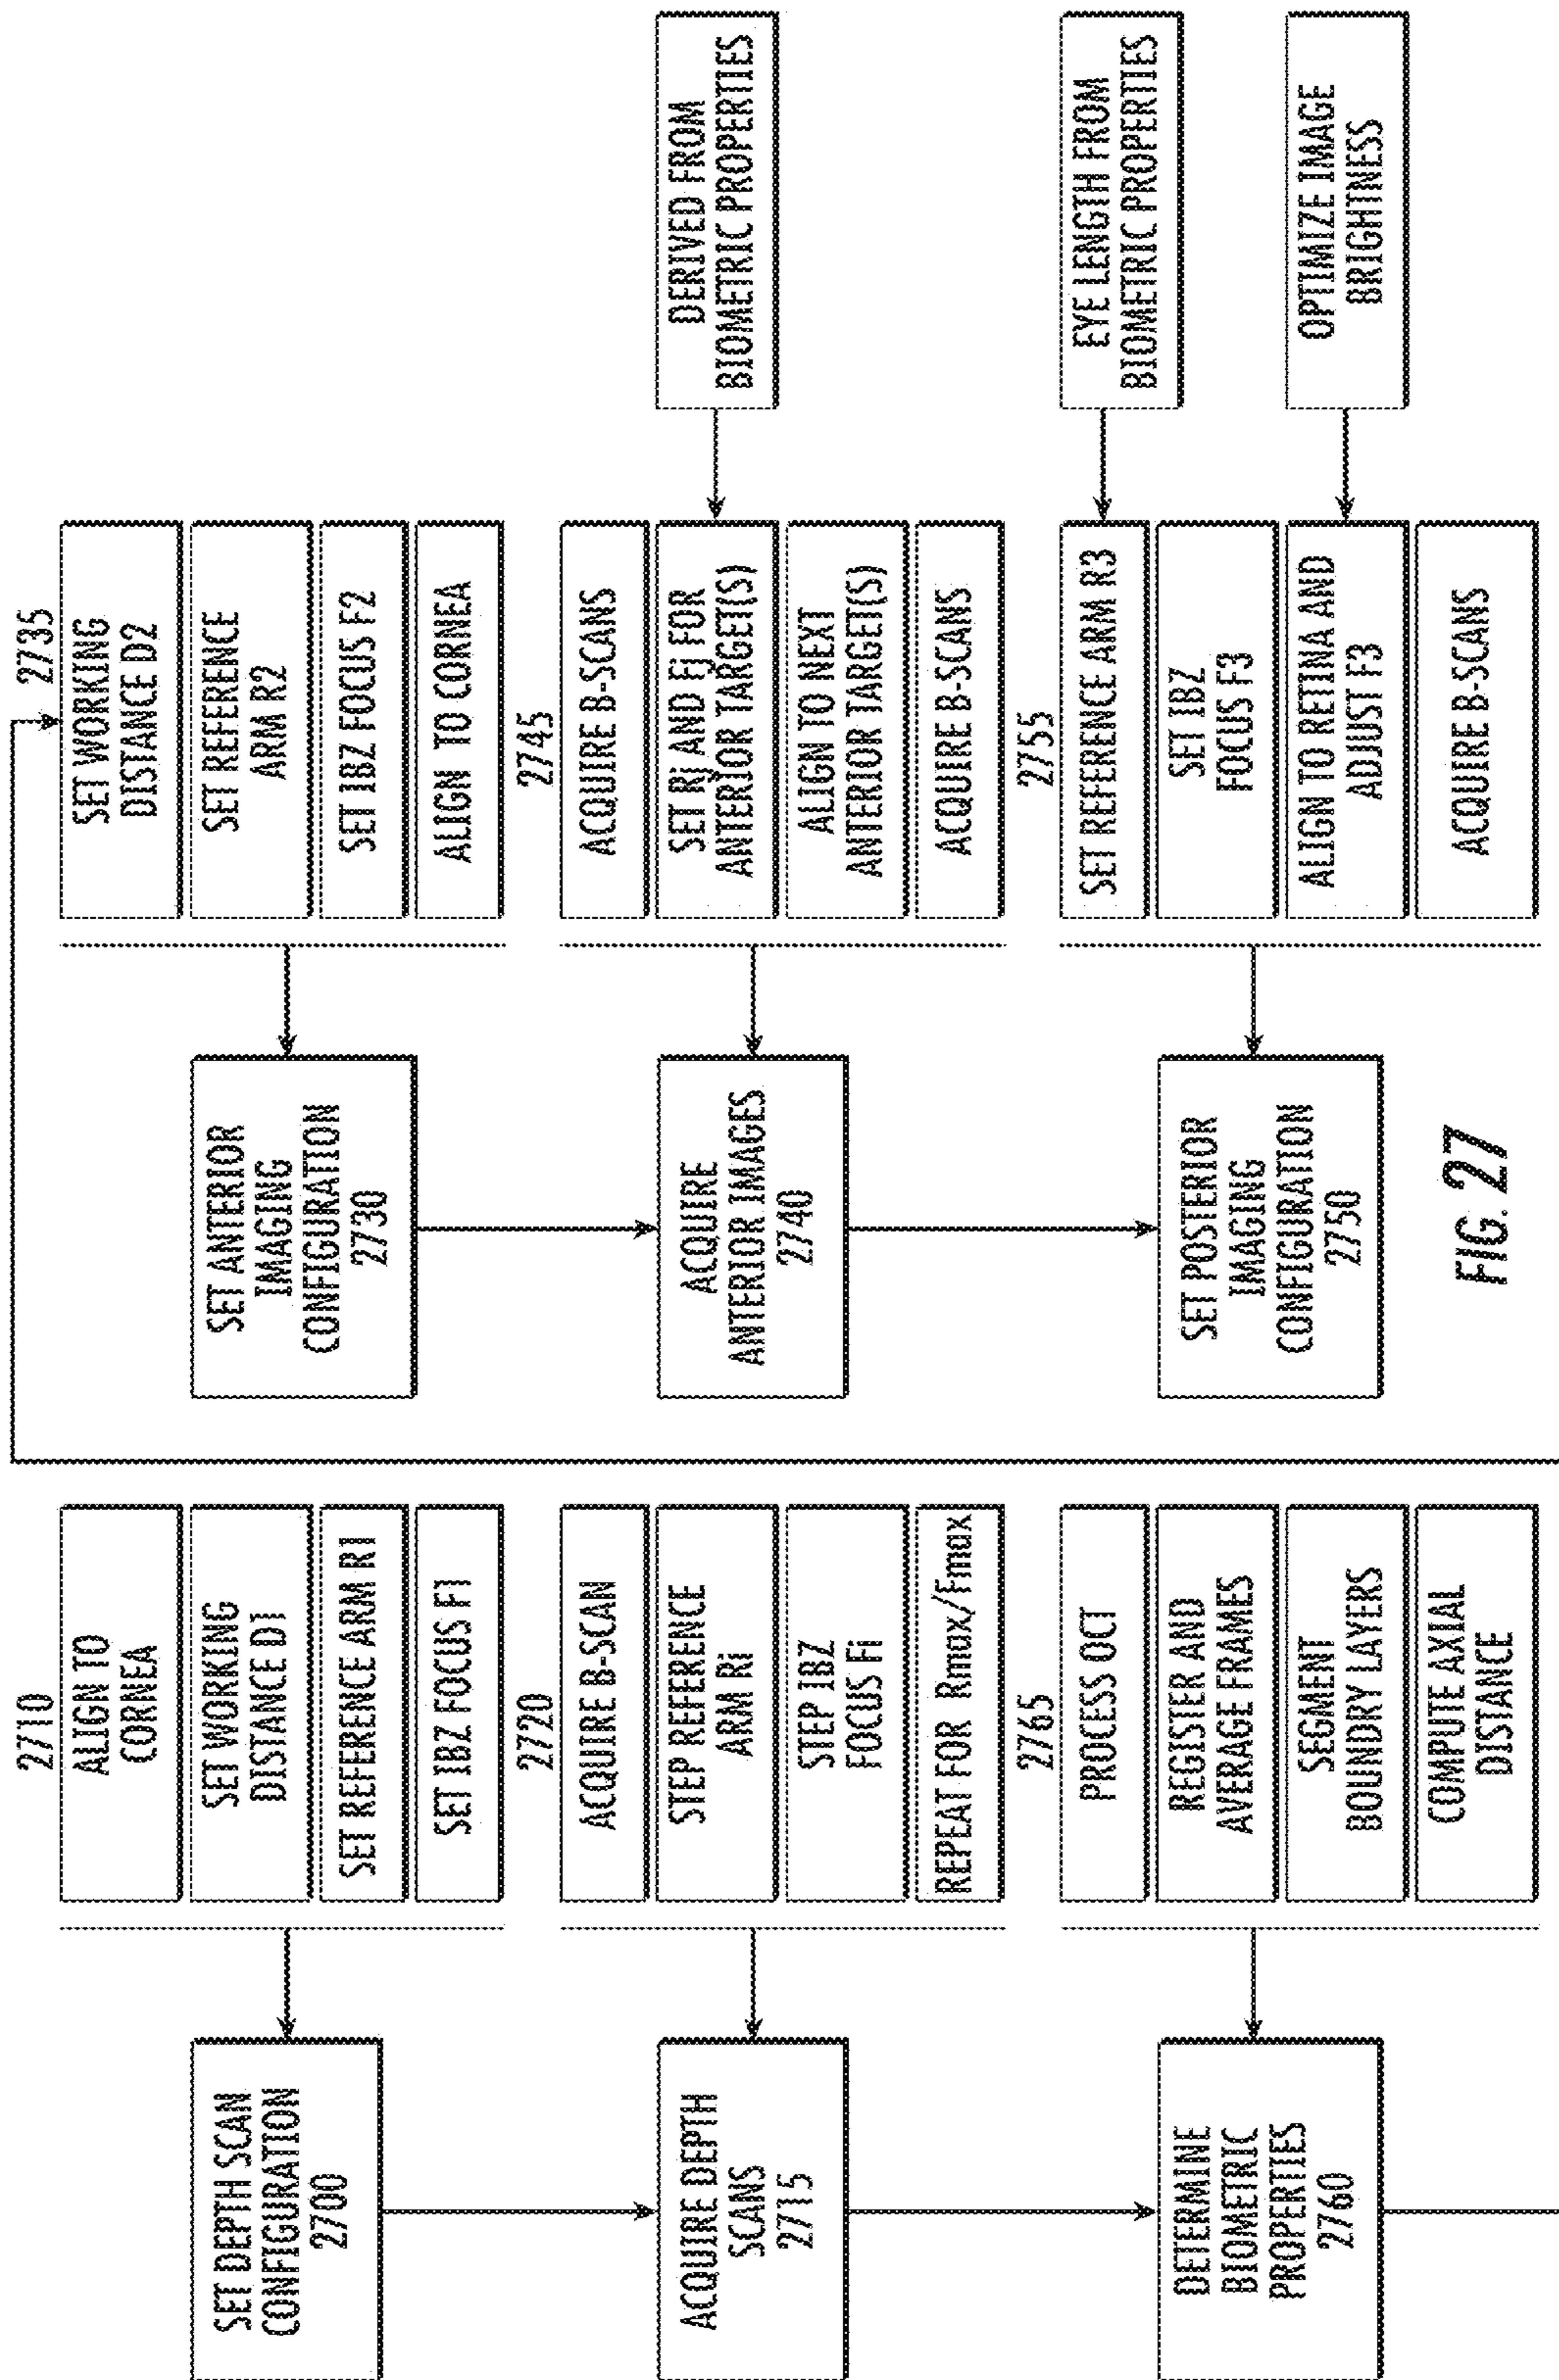 SET DEPTH SCAN
CONFIGURATION
2700
2710
ALIGN TO
CORNEA
SET WORKING
DISTANCE D1
SET REFERENCE ARM R1
SET IBZ FOCUS F1
ACQUIRE DEPTH
SCANS
2715
2720
ACQUIRE B-SCAN
STEP REFERENCE
ARM Ri
STEP IBZ
FOCUS Fi
REPEAT FOR Rmax/Fmax
DETERMINE
BIOMETRIC
PROPERTIES
2760
2765
PROCESS OCT
REGISTER AND
AVERAGE FRAMES
SEGMENT
BOUNDRY LAYERS
COMPUTE AXIAL
DISTANCE
SET ANTERIOR
IMAGING
CONFIGURATION
2730
2735
SET WORKING
DISTANCE D2
SET REFERENCE
ARM R2
SET IBZ FOCUS F2
ALIGN TO CORNEA
ACQUIRE
ANTERIOR IMAGES
2740
2745
ACQUIRE B-SCANS
SET Rj AND Fj FOR
ANTERIOR TARGET(S)
ALIGN TO NEXT
ANTERIOR TARGET(S)
ACQUIRE B-SCANS
DERIVED FROM
BIOMETRIC PROPERTIES
SET POSTERIOR
IMAGING
CONFIGURATION
2750
2755
SET REFERENCE ARM R3
SET IBZ
FOCUS F3
ALIGN TO RETINA AND
ADJUST F3
ACQUIRE B-SCANS
EYE LENGTH FROM
BIOMETRIC PROPERTIES
OPTIMIZE IMAGE
BRIGHTNESS
FIG. 27